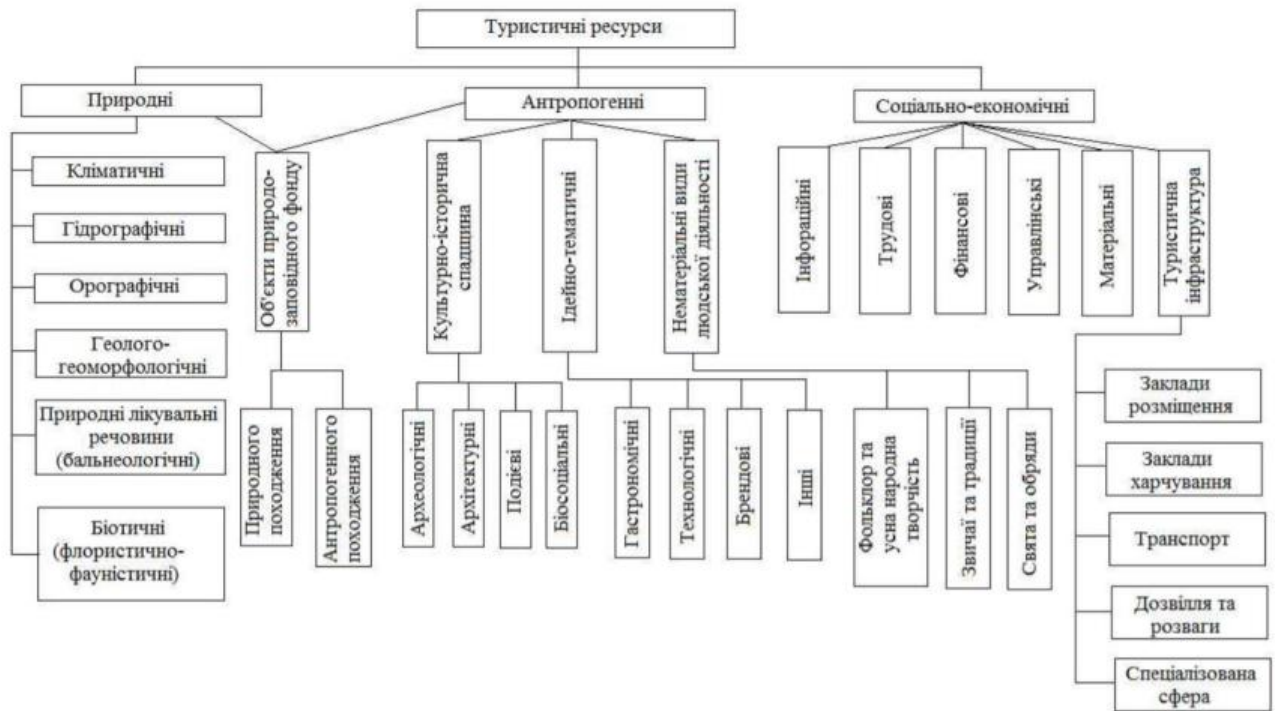 Туристичні ресурси
Природні
Антропогенні
Соціально-економічні
Кліматичні
Гідрографічні
Орографічні
Геолого-
геоморфологічні
Природні лікувальні
речовини
(бальнеологічні)
Біотичні
(флористично-
фауністичні)
Об'єкти природо-
заповідного фонду
Природного
походження
Антропогенного
походження
Культурно-історична
спадщина
Ідейно-тематичні
Нематеріальні види
людської діяльності
Археологічні
Архітектурні
Подієві
Біосоціальні
Гастрономічні
Технологічні
Брендові
Інші
Фольклор та
усна народна
творчість
Звичаї та традиції
Свята та обряди
Інфораційні
Трудові
Фінансові
Управлінські
Матеріальні
Туристична
інфраструктура
Заклади
розміщення
Заклади
харчування
Транспорт
Дозвілля та
розваги
Спеціалізована
сфера